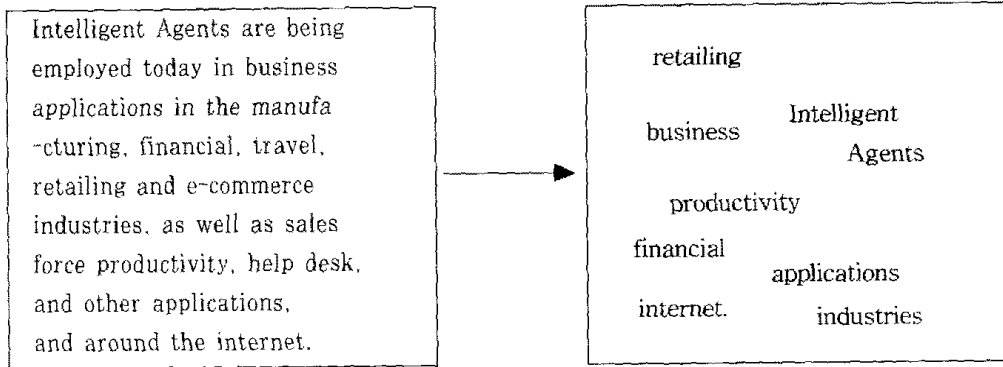 Intelligent Agents are being
employed today in business
applications in the manufa
-cturing, financial, travel,
retailing and e-commerce
industries, as well as sales
force productivity, help desk,
and other applications,
and around the internet.
retailing
business
Intelligent
Agents
productivity
financial
applications
internet.
industries